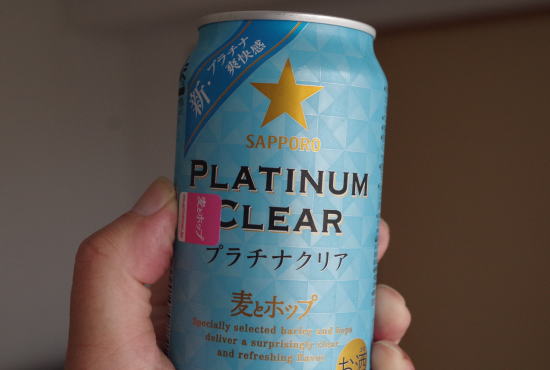 新・プラチナ
爽快感
SAPPORO
PLATINUM
CLEAR
麦とホップ
プラチナクリア
麦とホップ
Specially selected barley and hops
deliver a surprisingly clear
and refreshing flavor
お酒